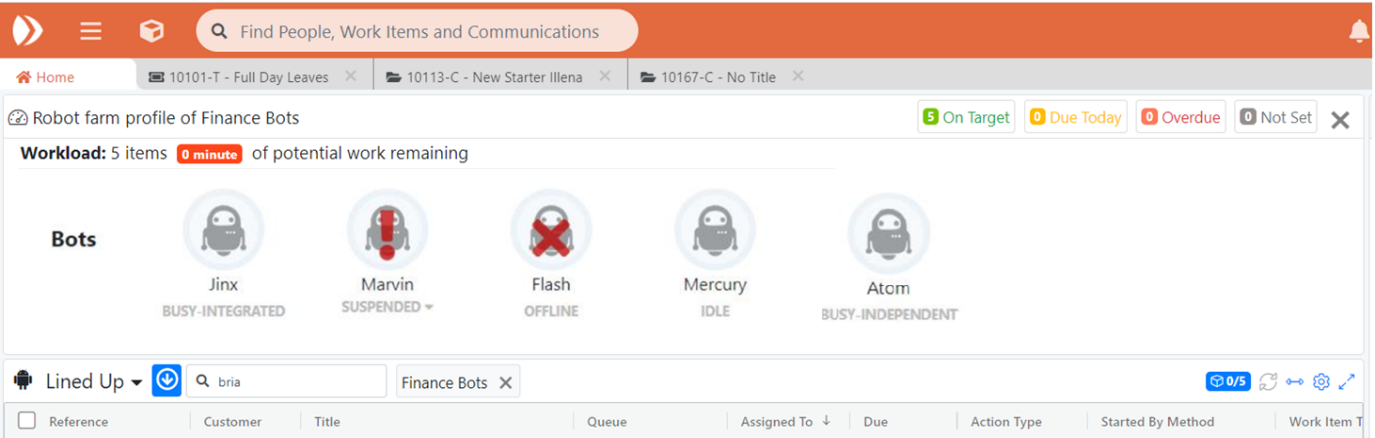 Find People, Work Items and Communications
Home 10101-T - Full Day Leaves 10113-C - New Starter Illena 10167-C - No Title
Robot farm profile of Finance Bots 5 On Target 0 Due Today 0 Overdue 0 Not Set
Workload: 5 items 0 minute of potential work remaining
Bots
Jinx Marvin Flash Mercury Atom
BUSY-INTEGRATED SUSPENDED OFFLINE IDLE BUSY-INDEPENDENT
Lined Up bria Finance Bots 0/5
Reference Customer Title Queue Assigned To Due Action Type Started By Method Work Item T